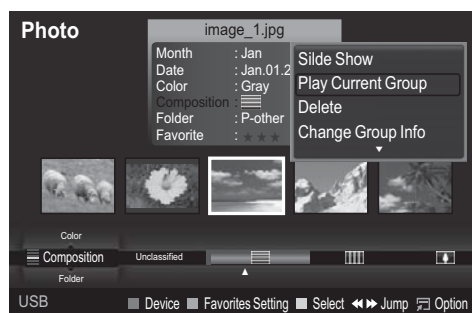 Photo
image_1.jpg
Month : Jan
Date : Jan.01.2
Color : Gray
Composition :
Folder : P-other
Favorite : ★★★
Silde Show
Play Current Group
Delete
Change Group Info
Color
Composition
Unclassified
Folder
USB
Device
Favorites Setting
Select
Jump
Option